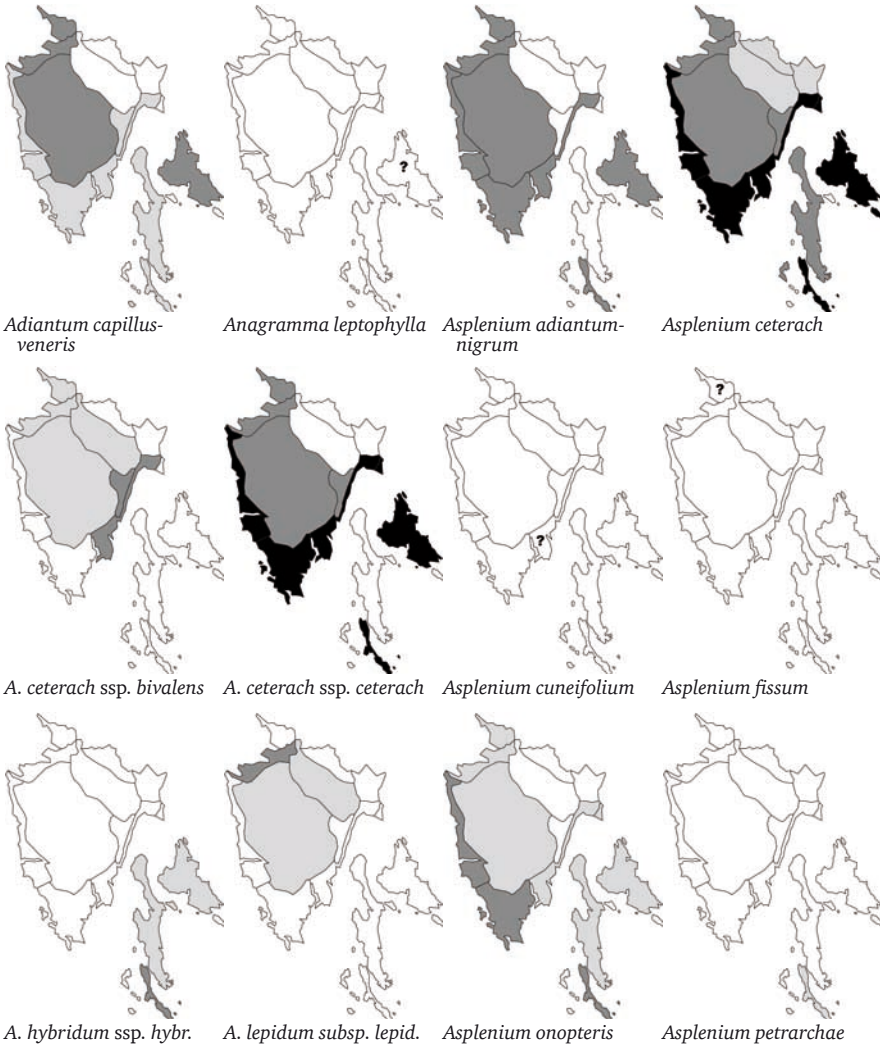 ?
Adiantum capillus-
veneris
Anagramma leptophylla
Asplenium adiantum-
nigrum
Asplenium ceterach
?
?
A. ceterach ssp. bivalens
A. ceterach ssp. ceterach
Asplenium cuneifolium
Asplenium fissum
A. hybridum ssp. hybr.
A. lepidum subsp. lepid.
Asplenium onopteris
Asplenium petrarchae